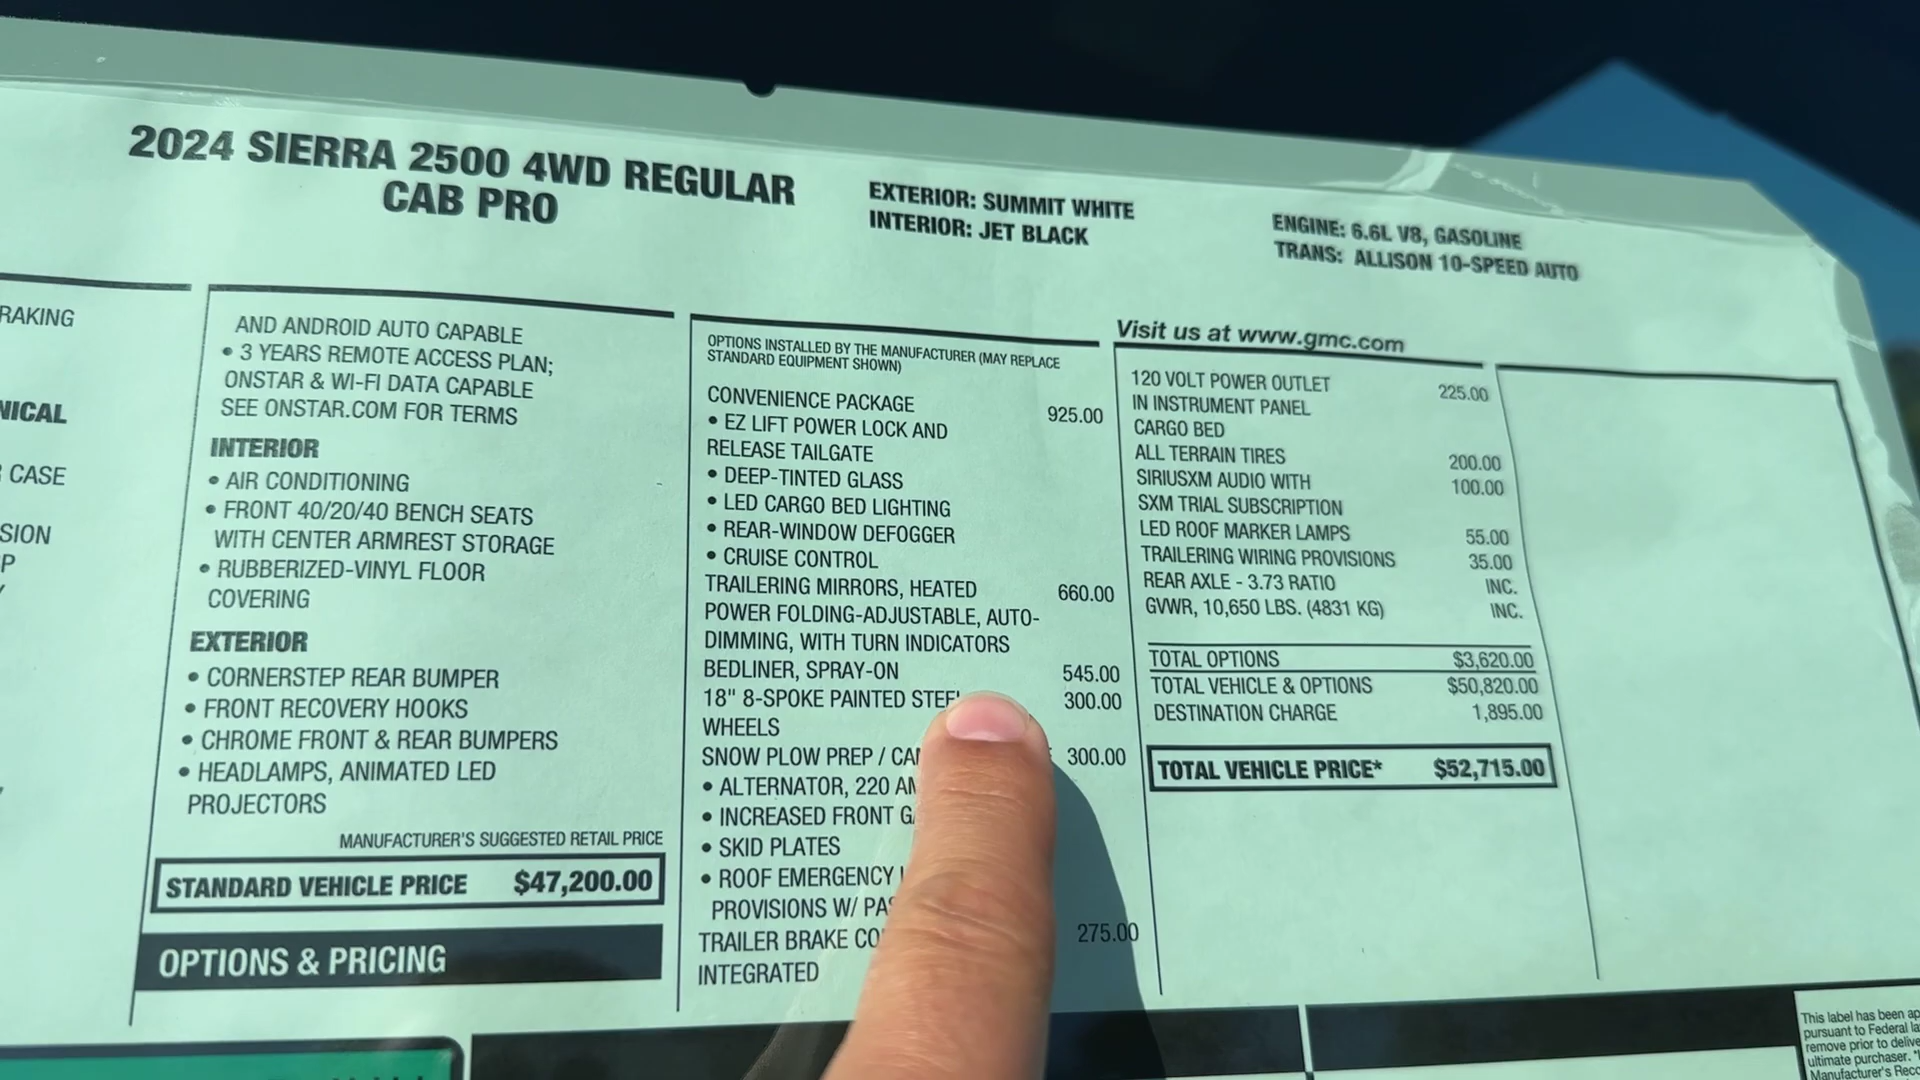 2024 SIERRA 2500 4WD REGULAR
CAB PRO
EXTERIOR: SUMMIT WHITE
INTERIOR: JET BLACK
ENGINE: 6.6L V8, GASOLINE
TRANS: ALLISON 10-SPEED AUTO
RAKING
NICAL
CASE
SION
P
AND ANDROID AUTO CAPABLE
• 3 YEARS REMOTE ACCESS PLAN;
ONSTAR & WI-FI DATA CAPABLE
SEE ONSTAR.COM FOR TERMS
INTERIOR
• AIR CONDITIONING
• FRONT 40/20/40 BENCH SEATS
WITH CENTER ARMREST STORAGE
• RUBBERIZED-VINYL FLOOR
COVERING
EXTERIOR
• CORNERSTEP REAR BUMPER
• FRONT RECOVERY HOOKS
• CHROME FRONT & REAR BUMPERS
• HEADLAMPS, ANIMATED LED
PROJECTORS
MANUFACTURER'S SUGGESTED RETAIL PRICE
STANDARD VEHICLE PRICE $47,200.00
OPTIONS & PRICING
OPTIONS INSTALLED BY THE MANUFACTURER (MAY REPLACE
STANDARD EQUIPMENT SHOWN)
CONVENIENCE PACKAGE 925.00
• EZ LIFT POWER LOCK AND
RELEASE TAILGATE
• DEEP-TINTED GLASS
• LED CARGO BED LIGHTING
• REAR-WINDOW DEFOGGER
• CRUISE CONTROL
TRAILERING MIRRORS, HEATED 660.00
POWER FOLDING-ADJUSTABLE, AUTO-
DIMMING, WITH TURN INDICATORS
BEDLINER, SPRAY-ON 545.00
18" 8-SPOKE PAINTED STEEL 300.00
WHEELS
SNOW PLOW PREP / 300.00
• ALTERNATOR, 220
• INCREASED FRONT
• SKID PLATES
• ROOF EMERGENCY
PROVISIONS W/
TRAILER BRAKE 275.00
INTEGRATED
Visit us at www.gmc.com
120 VOLT POWER OUTLET 225.00
IN INSTRUMENT PANEL
CARGO BED
ALL TERRAIN TIRES 200.00
SIRIUSXM AUDIO WITH 100.00
SXM TRIAL SUBSCRIPTION
LED ROOF MARKER LAMPS 55.00
TRAILERING WIRING PROVISIONS 35.00
REAR AXLE - 3.73 RATIO INC.
GVWR, 10,650 LBS. (4831 KG) INC.
TOTAL OPTIONS $3,620.00
TOTAL VEHICLE & OPTIONS $50,820.00
DESTINATION CHARGE 1,895.00
TOTAL VEHICLE PRICE* $52,715.00
This label has been ap
pursuant to Federal la
remove prior to delive
ultimate purchaser.
Manufacturer's Reco